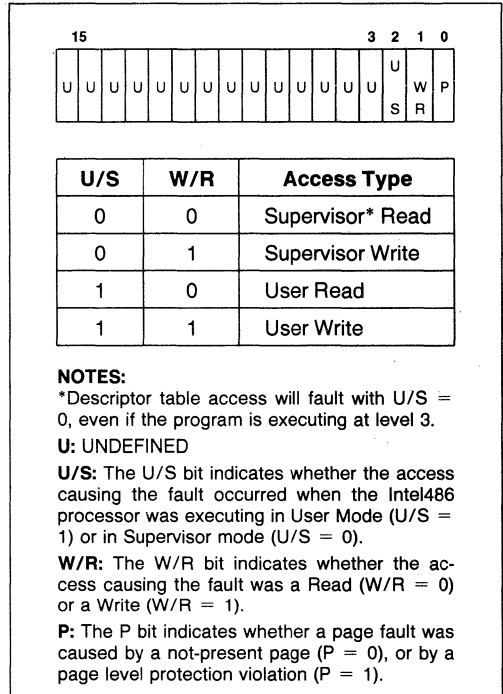 15 3 2 1 0
U
U U U U U U U U U U U U U W P
S R
U/S W/R Access Type
0 0 Supervisor* Read
0 1 Supervisor Write
1 0 User Read
1 1 User Write
NOTES:
*Descriptor table access will fault with U/S =
0, even if the program is executing at level 3.
U: UNDEFINED
U/S: The U/S bit indicates whether the access
causing the fault occurred when the Intel486
processor was executing in User Mode (U/S =
1) or in Supervisor mode (U/S = 0).
W/R: The W/R bit indicates whether the ac-
cess causing the fault was a Read (W/R = 0)
or a Write (W/R = 1).
P: The P bit indicates whether a page fault was
caused by a not-present page (P = 0), or by a
page level protection violation (P = 1).